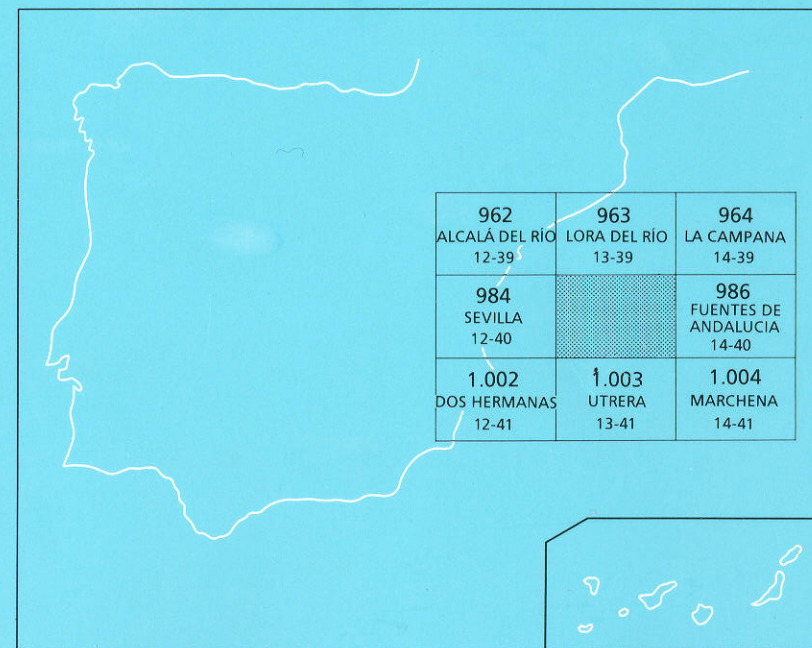 962
ALCALÁ DEL RÍO
12-39
963
LORA DEL RÍO
13-39
964
LA CAMPANA
14-39
984
SEVILLA
12-40
986
FUENTES DE
ANDALUCIA
14-40
1.002
DOS HERMANAS
12-41
1.003
UTRERA
13-41
1.004
MARCHENA
14-41